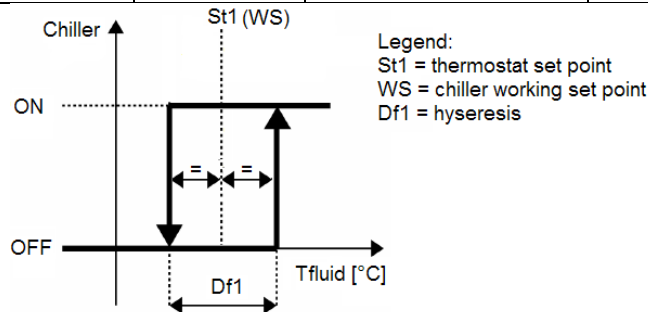 St1 (WS)
Chiller
Legend:
St1 = thermostat set point
WS = chiller working set point
Df1 = hyseresis
ON
= =
OFF
Tfluid [°C]
Df1